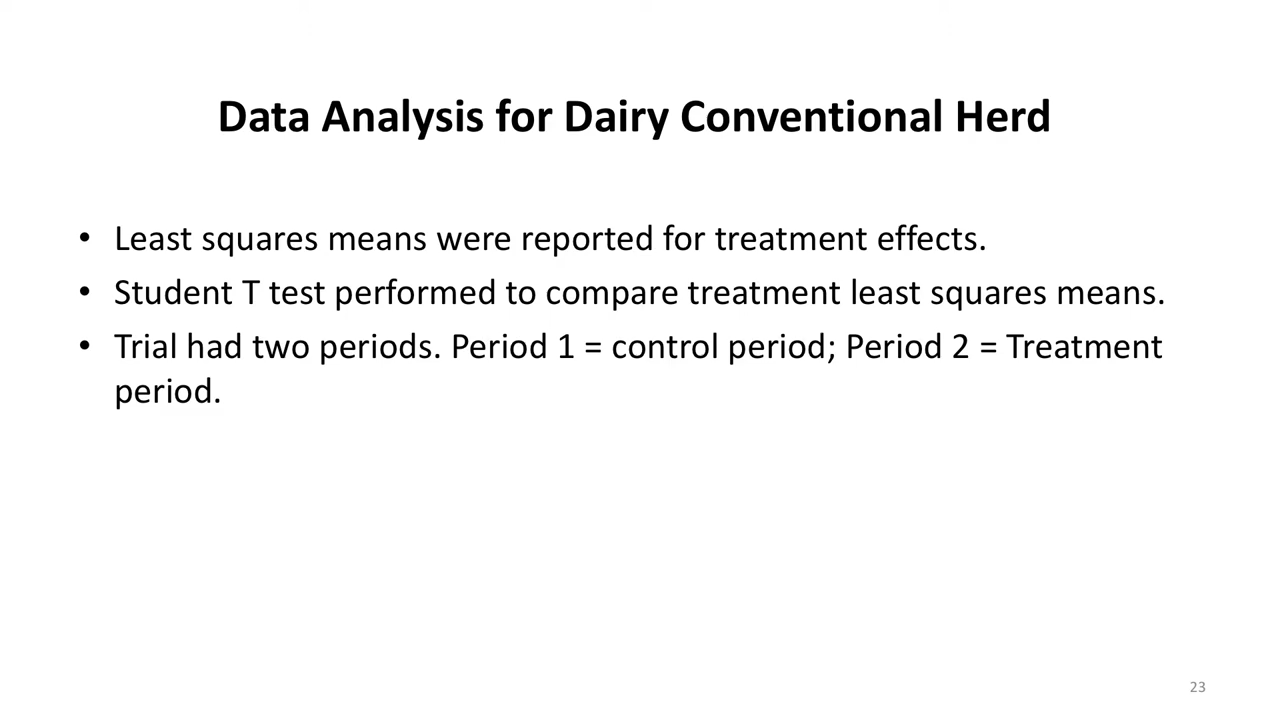 Data Analysis for Dairy Conventional Herd
• Least squares means were reported for treatment effects.
• Student T test performed to compare treatment least squares means.
• Trial had two periods. Period 1 = control period; Period 2 = Treatment
period.
23